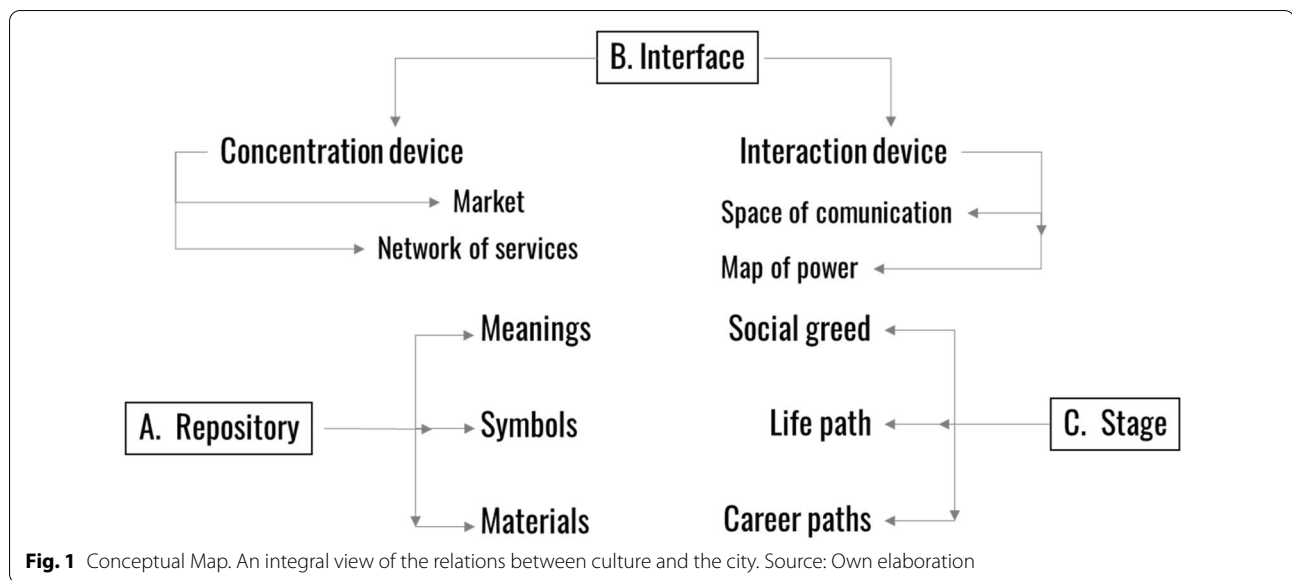 B. Interface
Concentration device
Interaction device
Market
Space of comunication
Network of services
Map of power
Meanings
Social greed
A. Repository
Symbols
Life path
C. Stage
Materials
Career paths
Fig. 1 Conceptual Map. An integral view of the relations between culture and the city. Source: Own elaboration